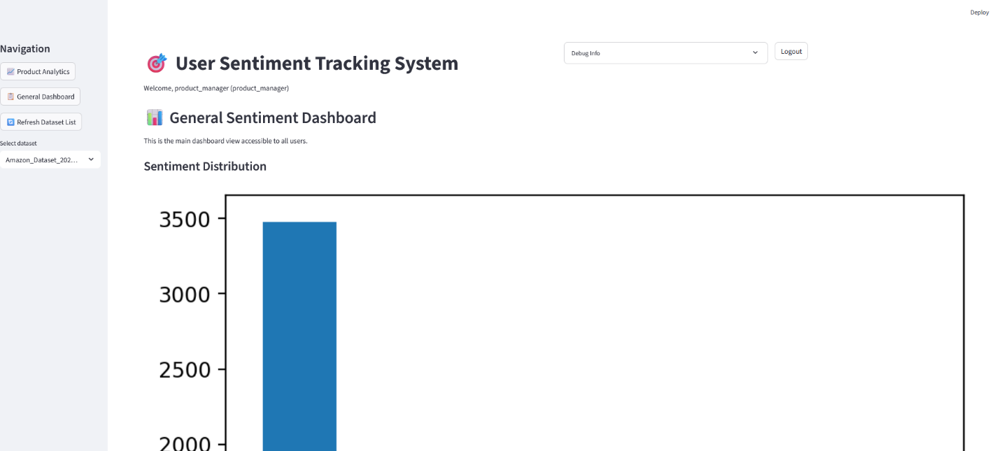 Deploy
Navigation
Product Analytics
General Dashboard
Refresh Dataset List
Select dataset
Amazon_Dataset_202...
User Sentiment Tracking System
Debug Info
Logout
Welcome, product_manager (product_manager)
General Sentiment Dashboard
This is the main dashboard view accessible to all users.
Sentiment Distribution
3500
3000
2500
2000